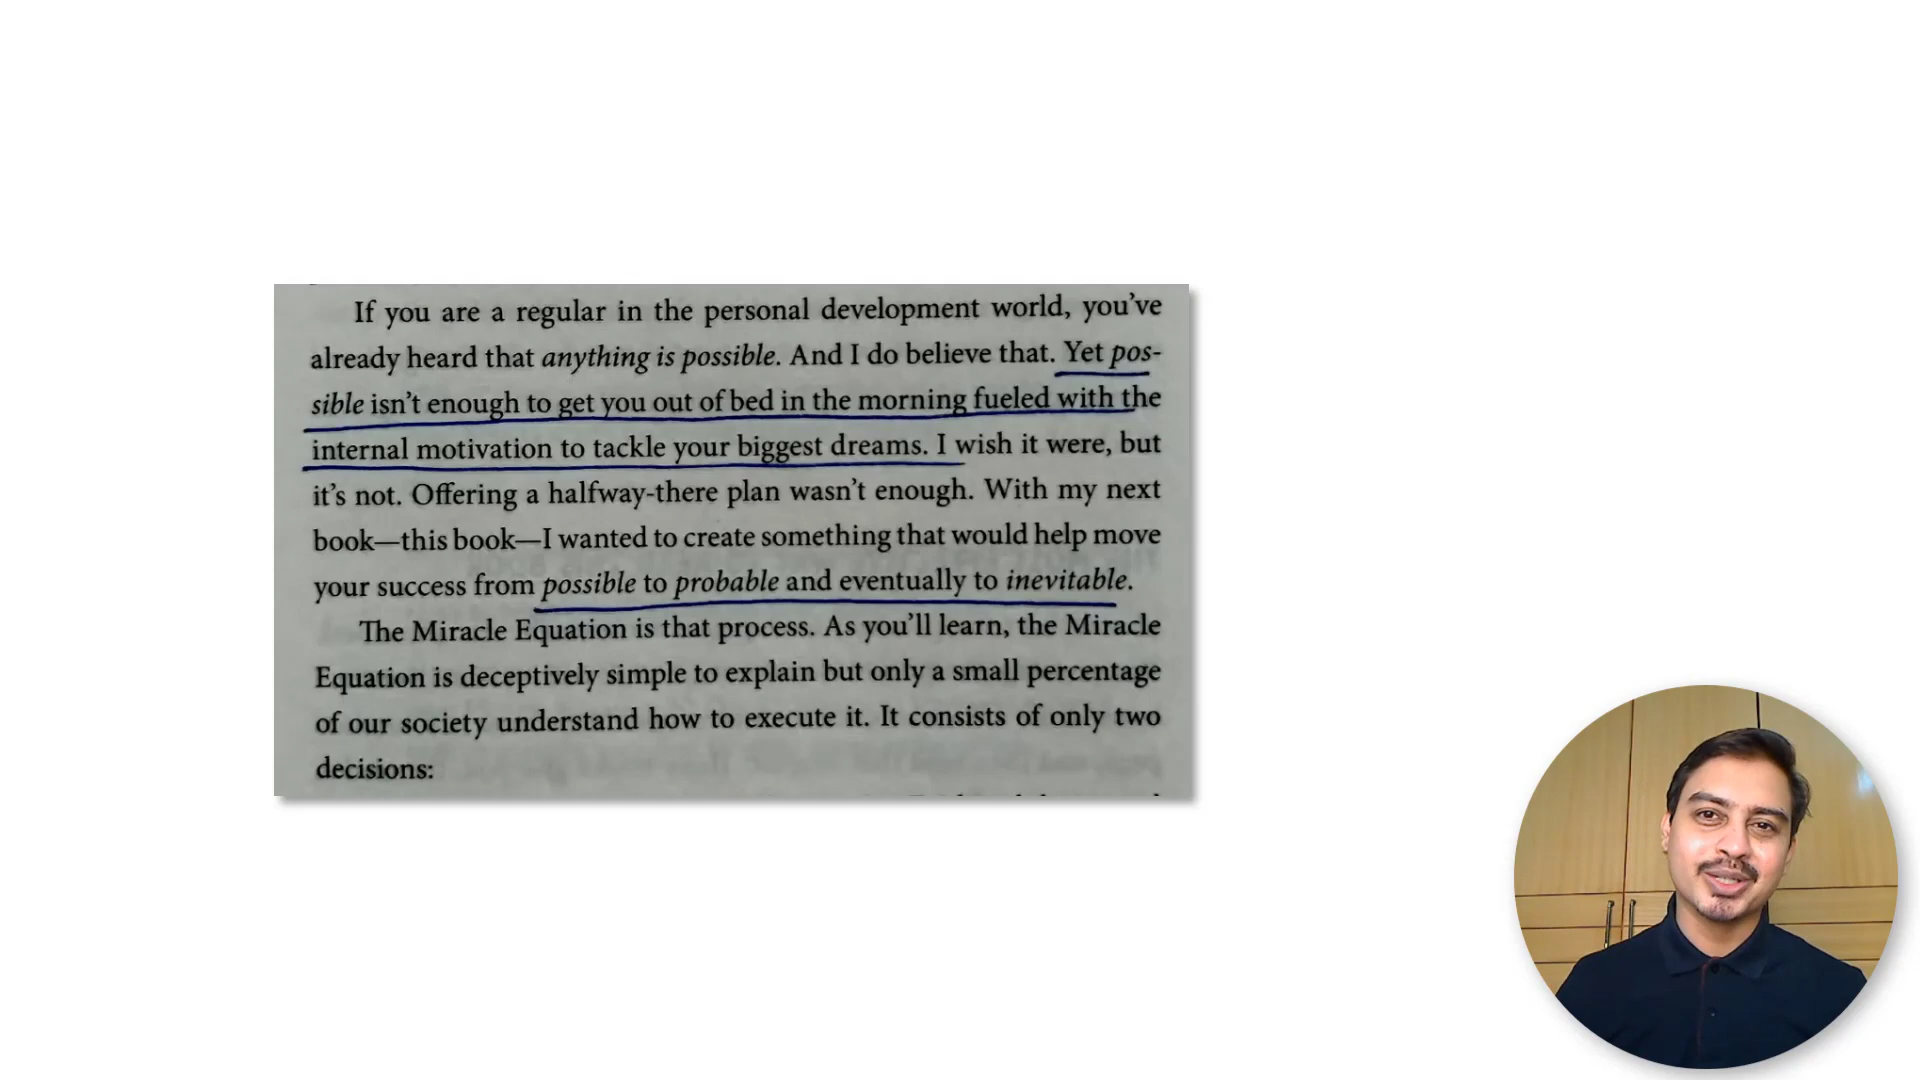 If you are a regular in the personal development world, you’ve
already heard that anything is possible. And I do believe that. Yet pos-
sible isn’t enough to get you out of bed in the morning fueled with the
internal motivation to tackle your biggest dreams. I wish it were, but
it’s not. Offering a halfway-there plan wasn’t enough. With my next
book—this book—I wanted to create something that would help move
your success from possible to probable and eventually to inevitable.
The Miracle Equation is that process. As you’ll learn, the Miracle
Equation is deceptively simple to explain but only a small percentage
of our society understand how to execute it. It consists of only two
decisions: